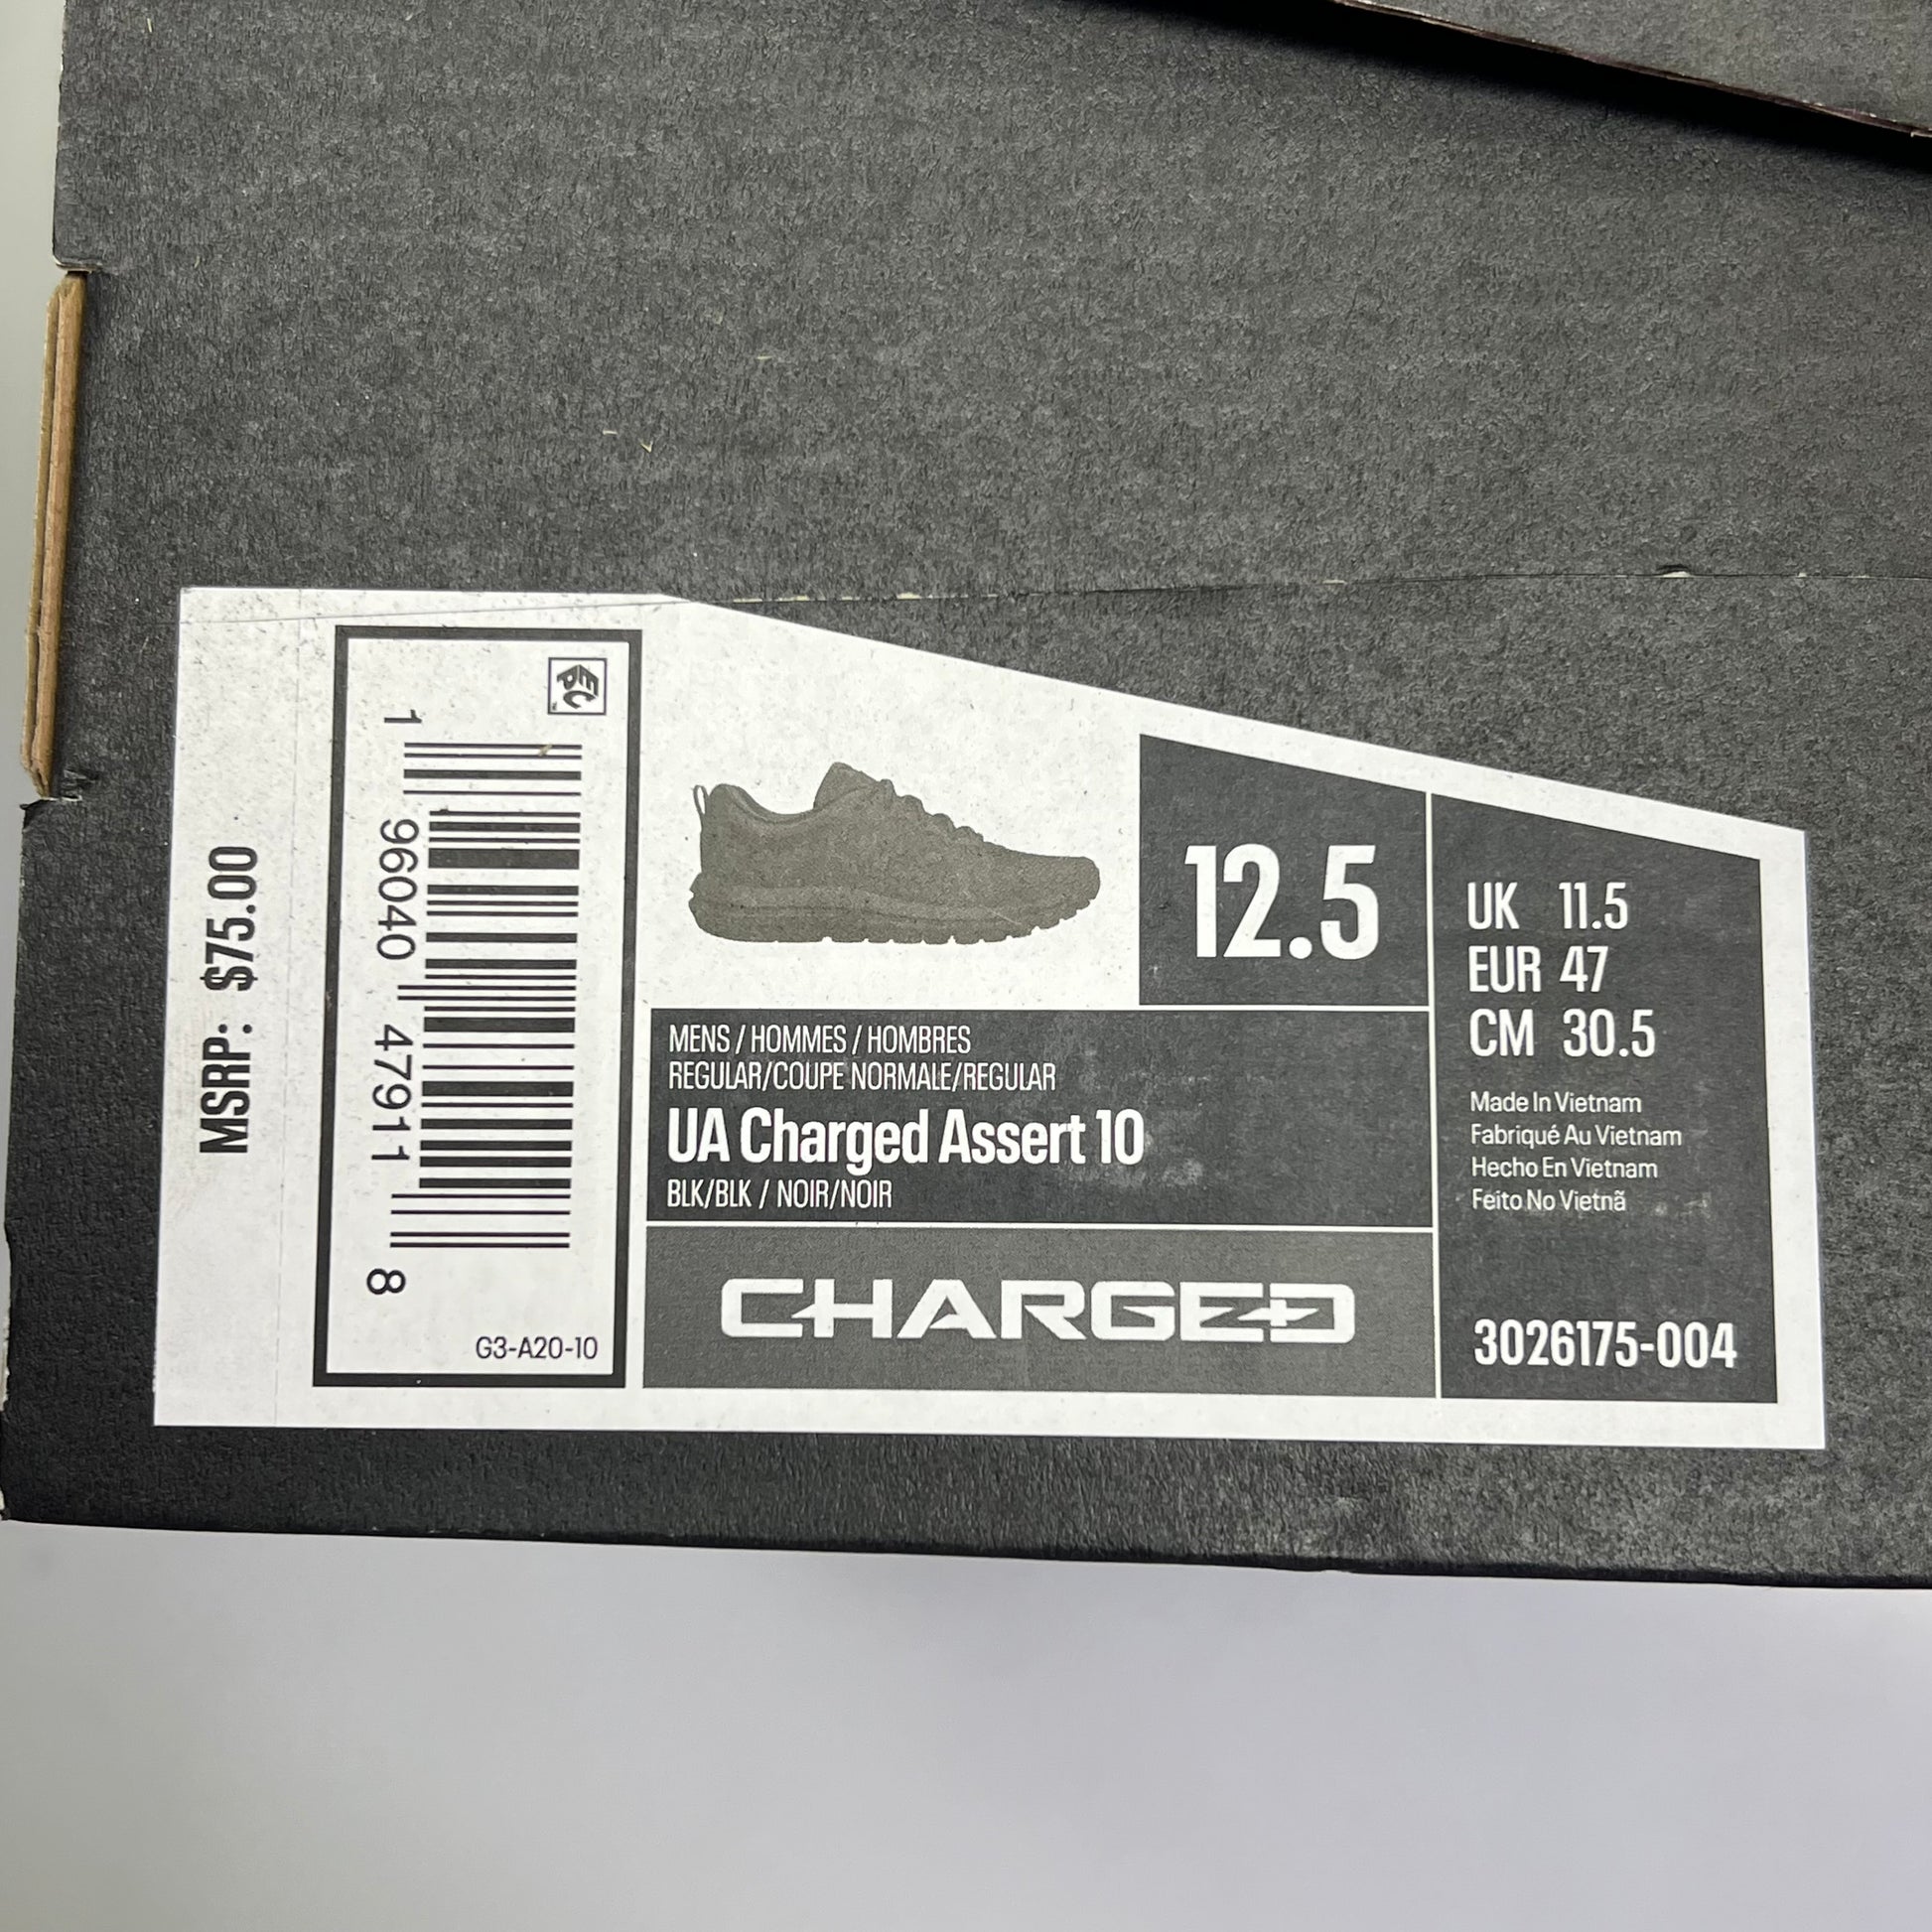 MSRP: $75.00
EPC
1 96040 47911 8
G3-A20-10
12.5
MENS / HOMMES / HOMBRES
REGULAR/COUPE NORMALE/REGULAR
UA Charged Assert 10
BLK/BLK / NOIR/NOIR
CHARGED
UK 11.5
EUR 47
CM 30.5
Made In Vietnam
Fabriqué Au Vietnam
Hecho En Vietnam
Feito No Vietnã
3026175-004